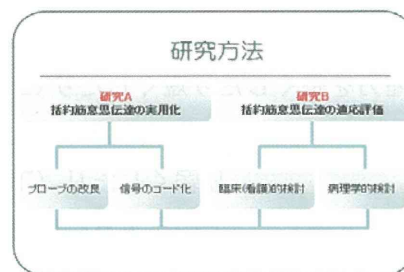 研究方法
研究A
括約筋意思伝達の実用化
研究B
括約筋意思伝達の適応評価
プローブの改良
信号のコード化
臨床(看護)的検討
病理学的検討